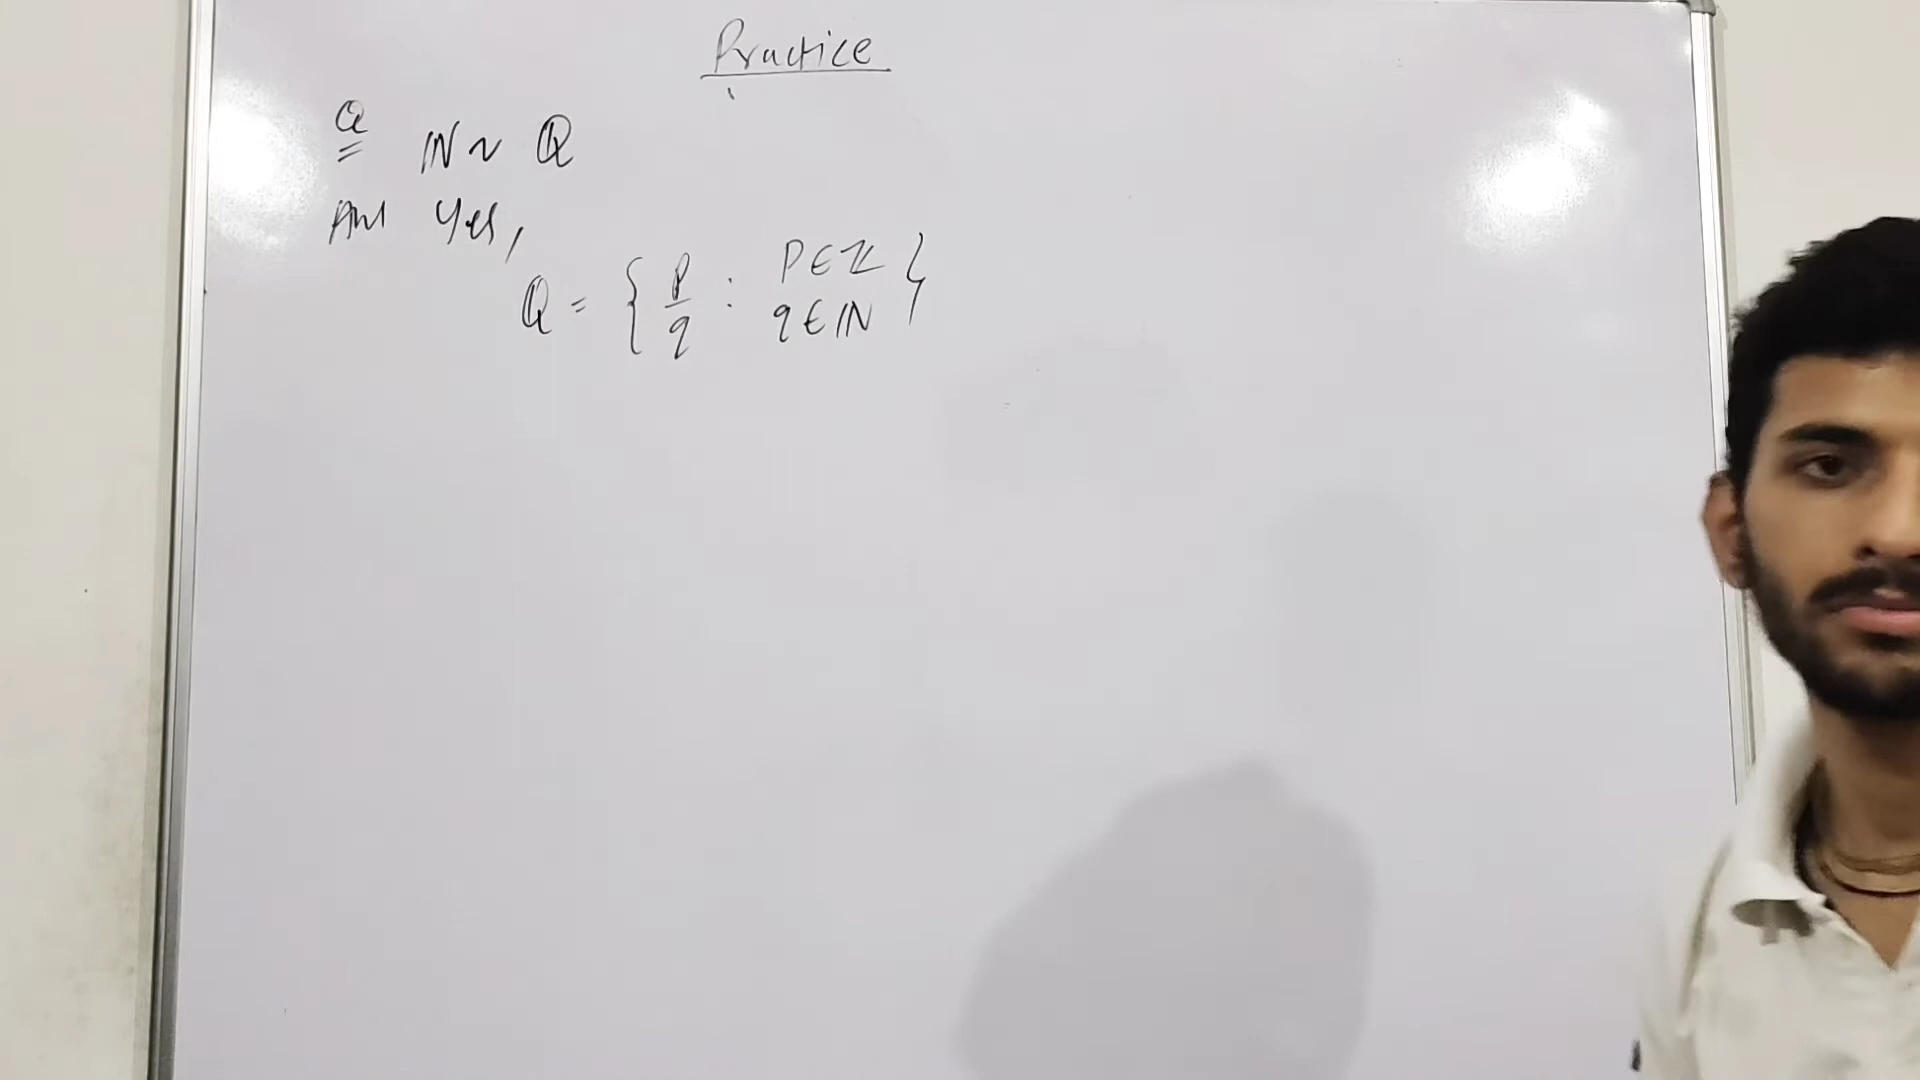 Practice
Q ℕ ~ ℚ
Ans Yes,
ℚ = { p/q : p ∈ ℤ q ∈ ℕ }